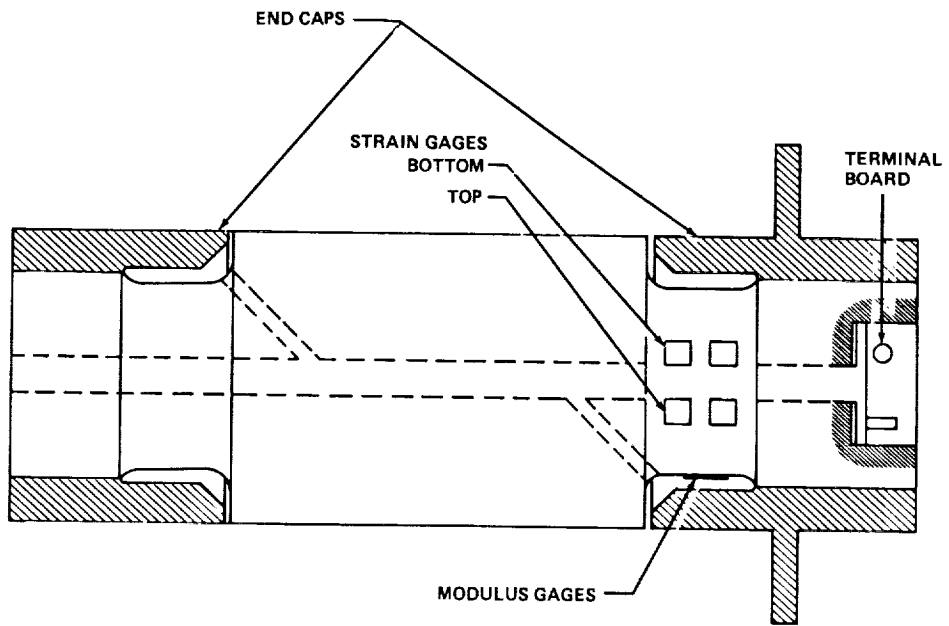 END CAPS
STRAIN GAGES
BOTTOM
TOP
TERMINAL
BOARD
MODULUS GAGES